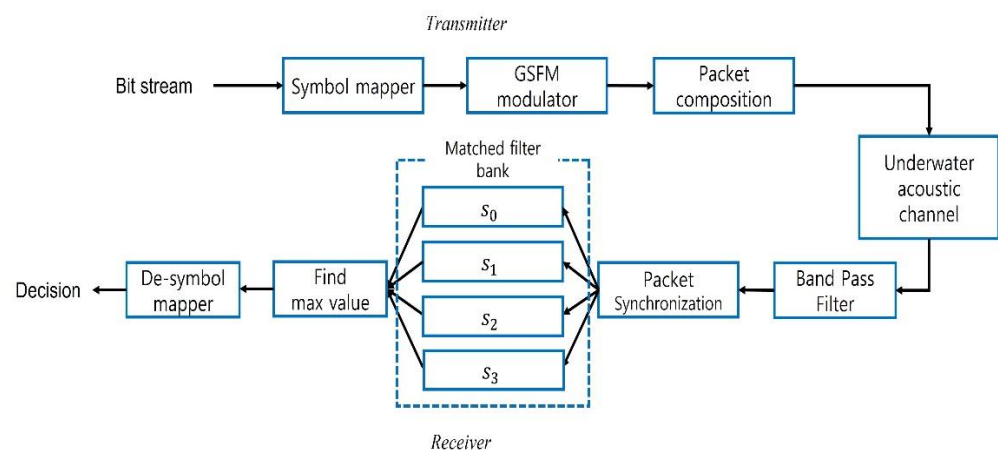 Transmitter
Bit stream
Symbol mapper
GSFM
modulator
Packet
composition
Underwater
acoustic
channel
Matched filter
bank
s₀
s₁
s₂
s₃
Band Pass
Filter
Packet
Synchronization
Find
max value
De-symbol
mapper
Decision
Receiver